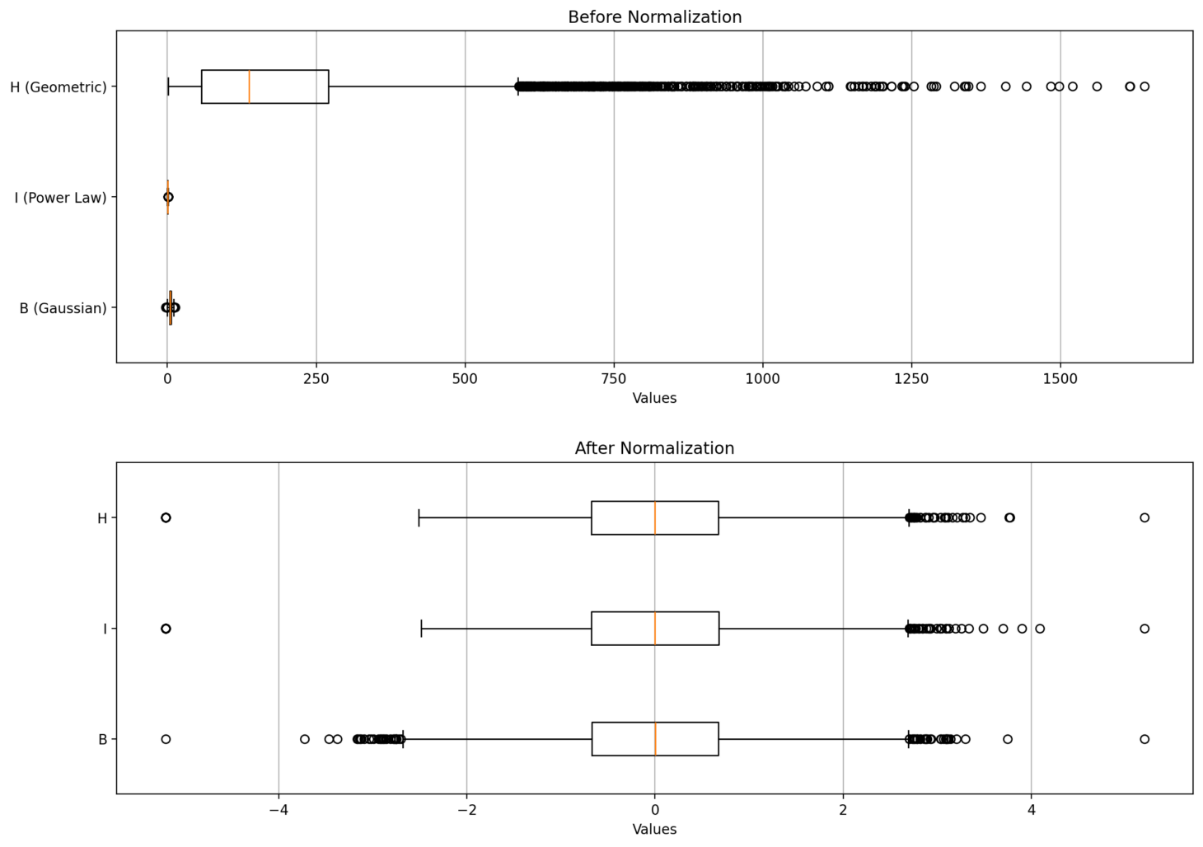 Before Normalization
H (Geometric)
I (Power Law)
B (Gaussian)
0 250 500 750 1000 1250 1500
Values
After Normalization
H
I
B
−4 −2 0 2 4
Values